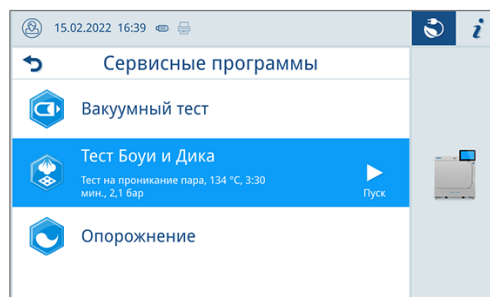 15.02.2022 16:39
i
Сервисные программы
Вакуумный тест
Тест Боуи и Дика
Тест на проникание пара, 134 °C, 3:30
мин., 2,1 бар
Пуск
Опорожнение